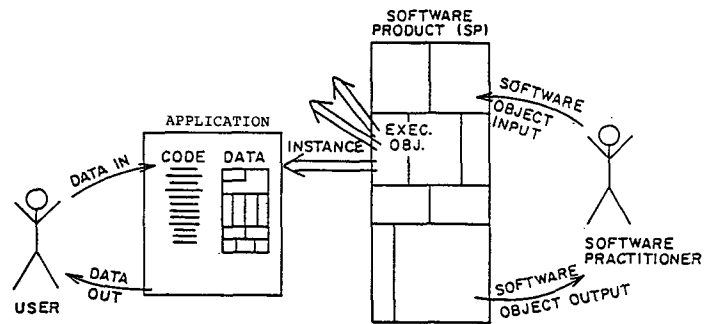 SOFTWARE
PRODUCT (SP)
SOFTWARE
OBJECT
INPUT
APPLICATION
EXEC.
OBJ.
INSTANCE
CODE DATA
DATA IN
DATA
OUT
USER
SOFTWARE
PRACTITIONER
SOFTWARE
OBJECT OUTPUT